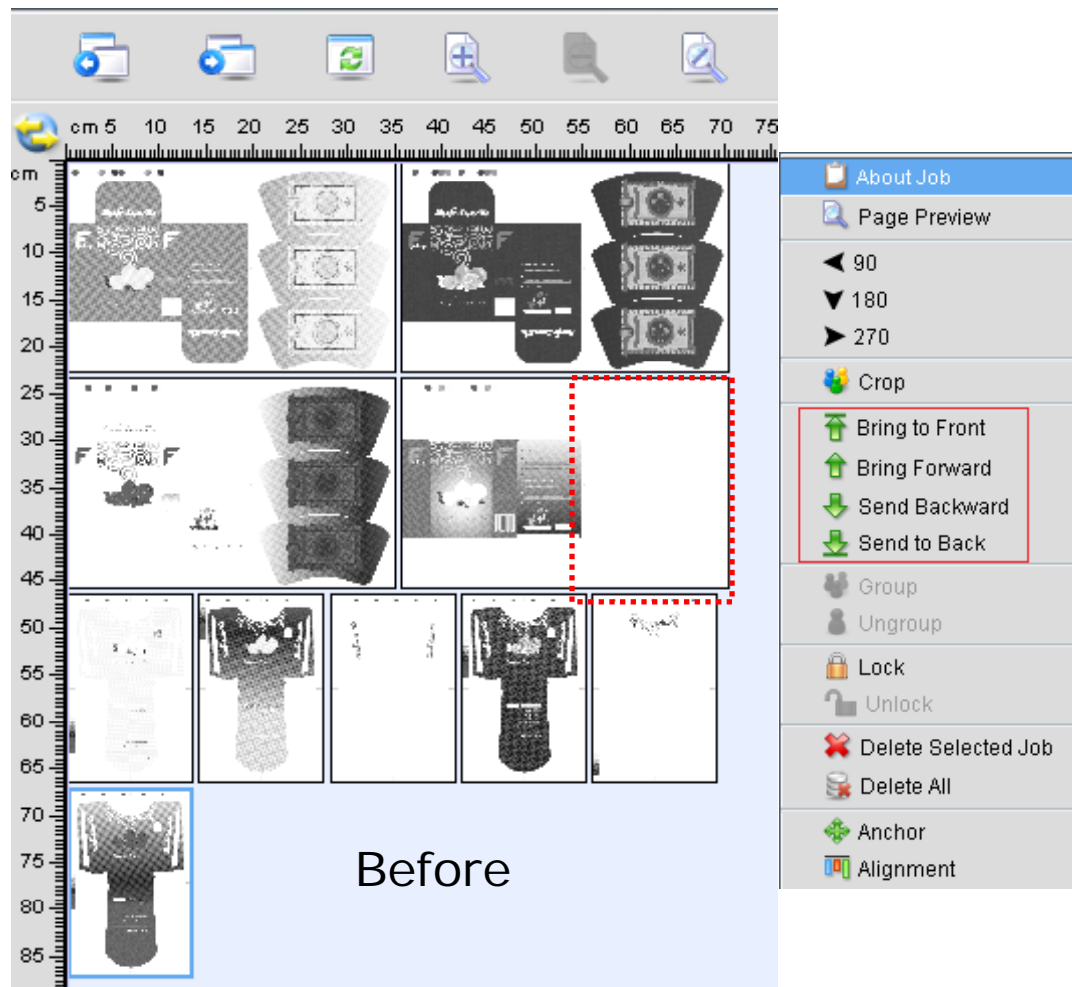 cm 5 10 15 20 25 30 35 40 45 50 55 60 65 70 75
cm
5
10
15
20
25
30
35
40
45
50
55
60
65
70
75
80
85
F F
F F
F F
F F
Before
About Job
Page Preview
90
180
270
Crop
Bring to Front
Bring Forward
Send Backward
Send to Back
Group
Ungroup
Lock
Unlock
Delete Selected Job
Delete All
Anchor
Alignment